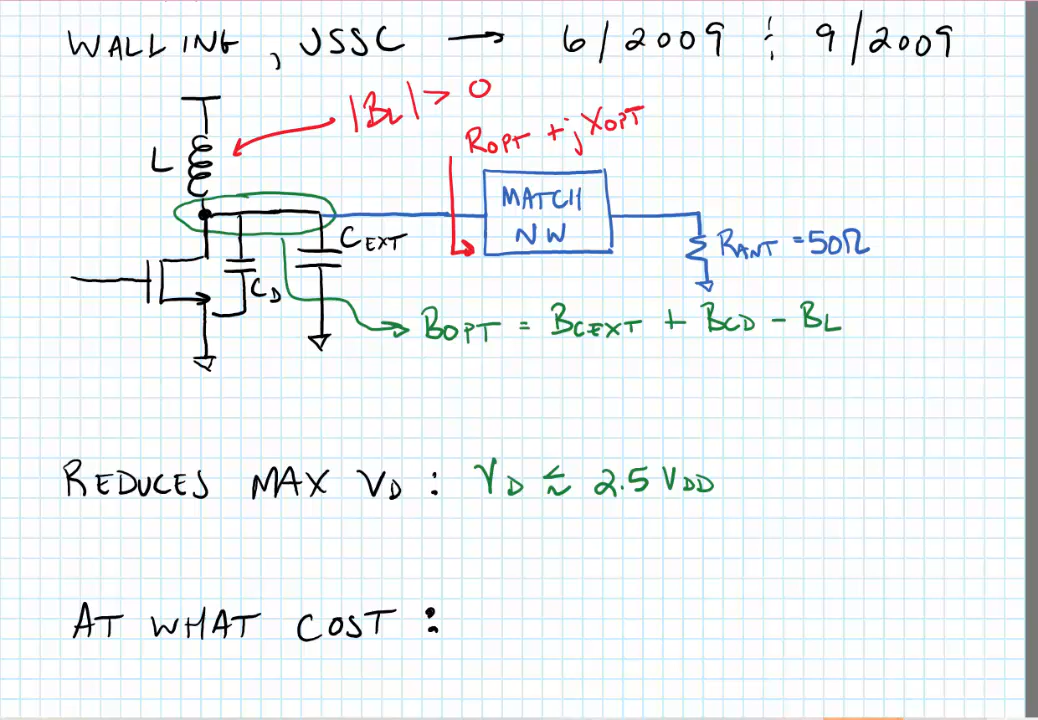 WALLING, JSSC → 6/2009 ; 9/2009
|BL| > 0
ROPT + jXOPT
L
MATCH
NW
CEXT
RANT = 50Ω
CD
BOPT = BCEXT + BCD - BL
REDUCES MAX VD : VD ≲ 2.5 VDD
AT WHAT COST :